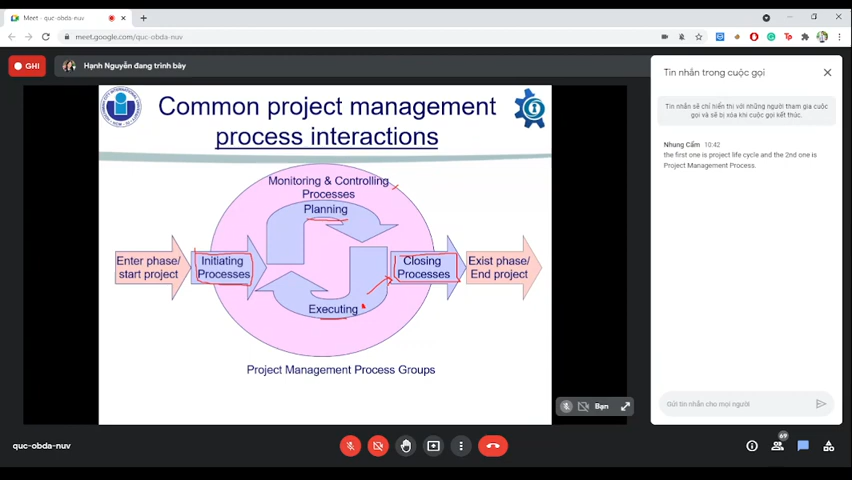 Meet - quc-obda-nuv
meet.google.com/quc-obda-nuv
GHI
Hạnh Nguyễn đang trình bày
Common project management
process interactions
Monitoring & Controlling
Processes
Planning
Enter phase/
start project
Initiating
Processes
Closing
Processes
Exist phase/
End project
Executing
Project Management Process Groups
Bạn
Tin nhắn trong cuộc gọi
Tin nhắn sẽ chỉ hiển thị với những người tham gia cuộc
gọi và sẽ bị xóa khi cuộc gọi kết thúc.
Nhung Cẩm 10:42
the first one is project life cycle and the 2nd one is
Project Management Process.
Gửi tin nhắn cho mọi người
quc-obda-nuv
69